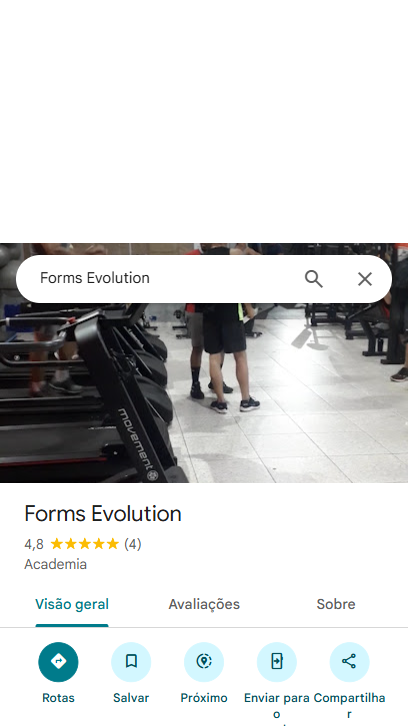 Forms Evolution
movement
Forms Evolution
4,8 ★★★★★ (4)
Academia
Visão geral Avaliações Sobre
Rotas Salvar Próximo Enviar para o Compartilhar